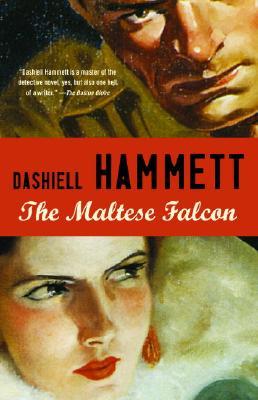 "Dashiell Hammett is a master of the
detective novel, yes, but also one hell
of a writer." —The Boston Globe
DASHIELL HAMMETT
The Maltese Falcon